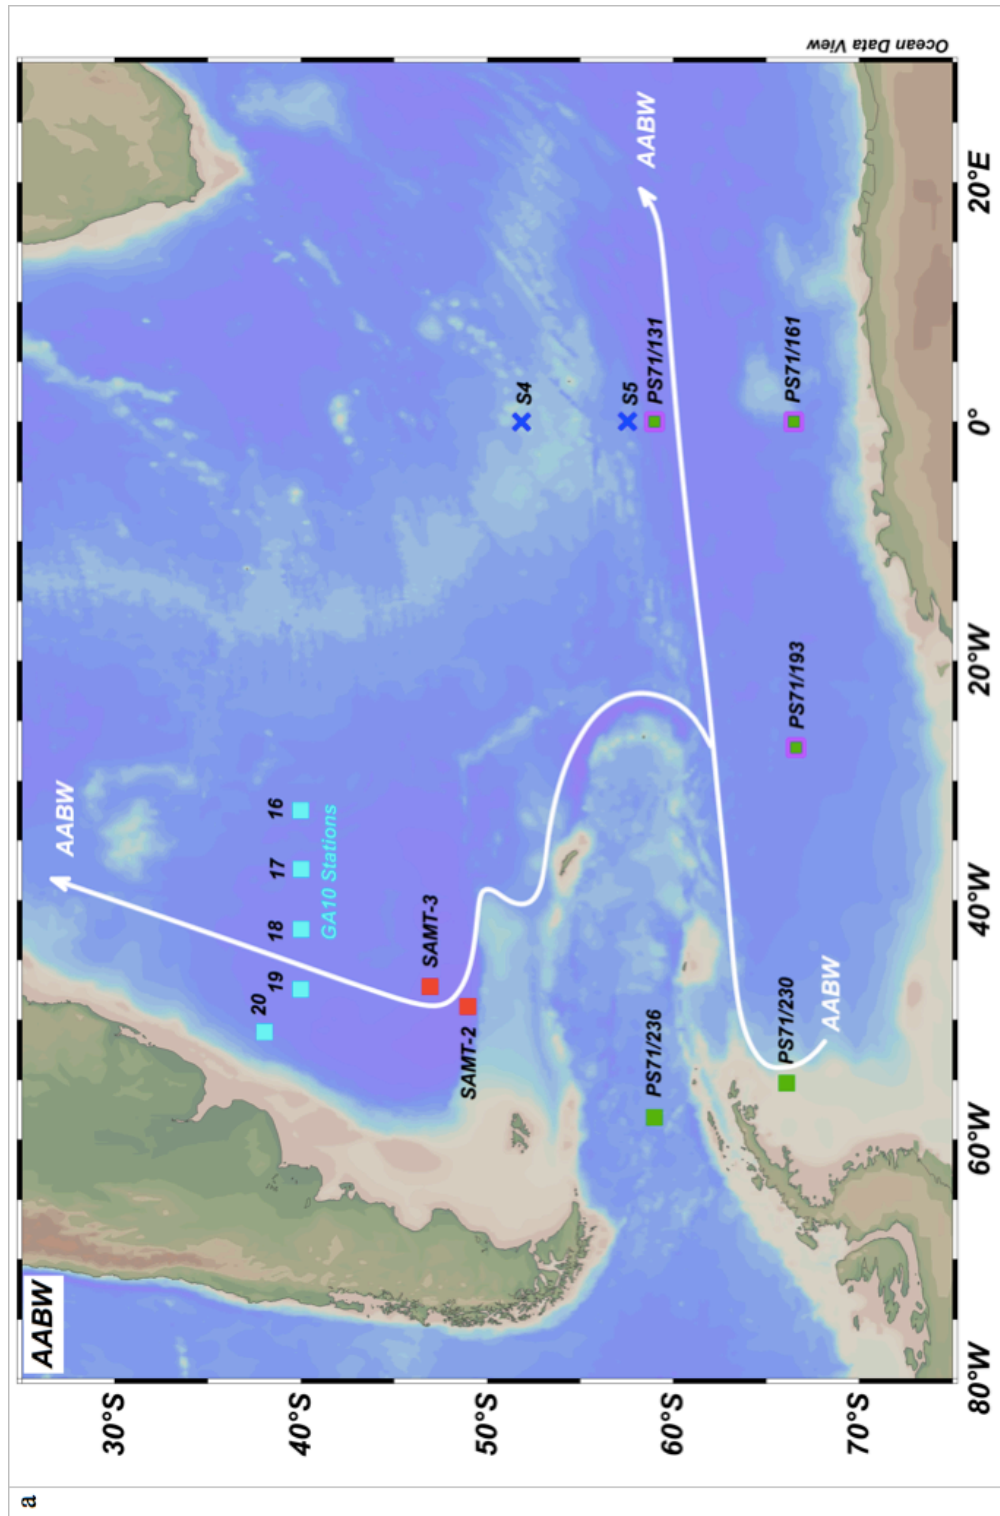 a
AABW
30°S
40°S
50°S
60°S
70°S
80°W
60°W
40°W
20°W
0°
20°E
AABW
20
19
18
17
16
GA10 Stations
SAMT-3
SAMT-2
PS71/236
PS71/230
AABW
PS71/193
S4
S5
PS71/131
PS71/161
AABW
Ocean Data View